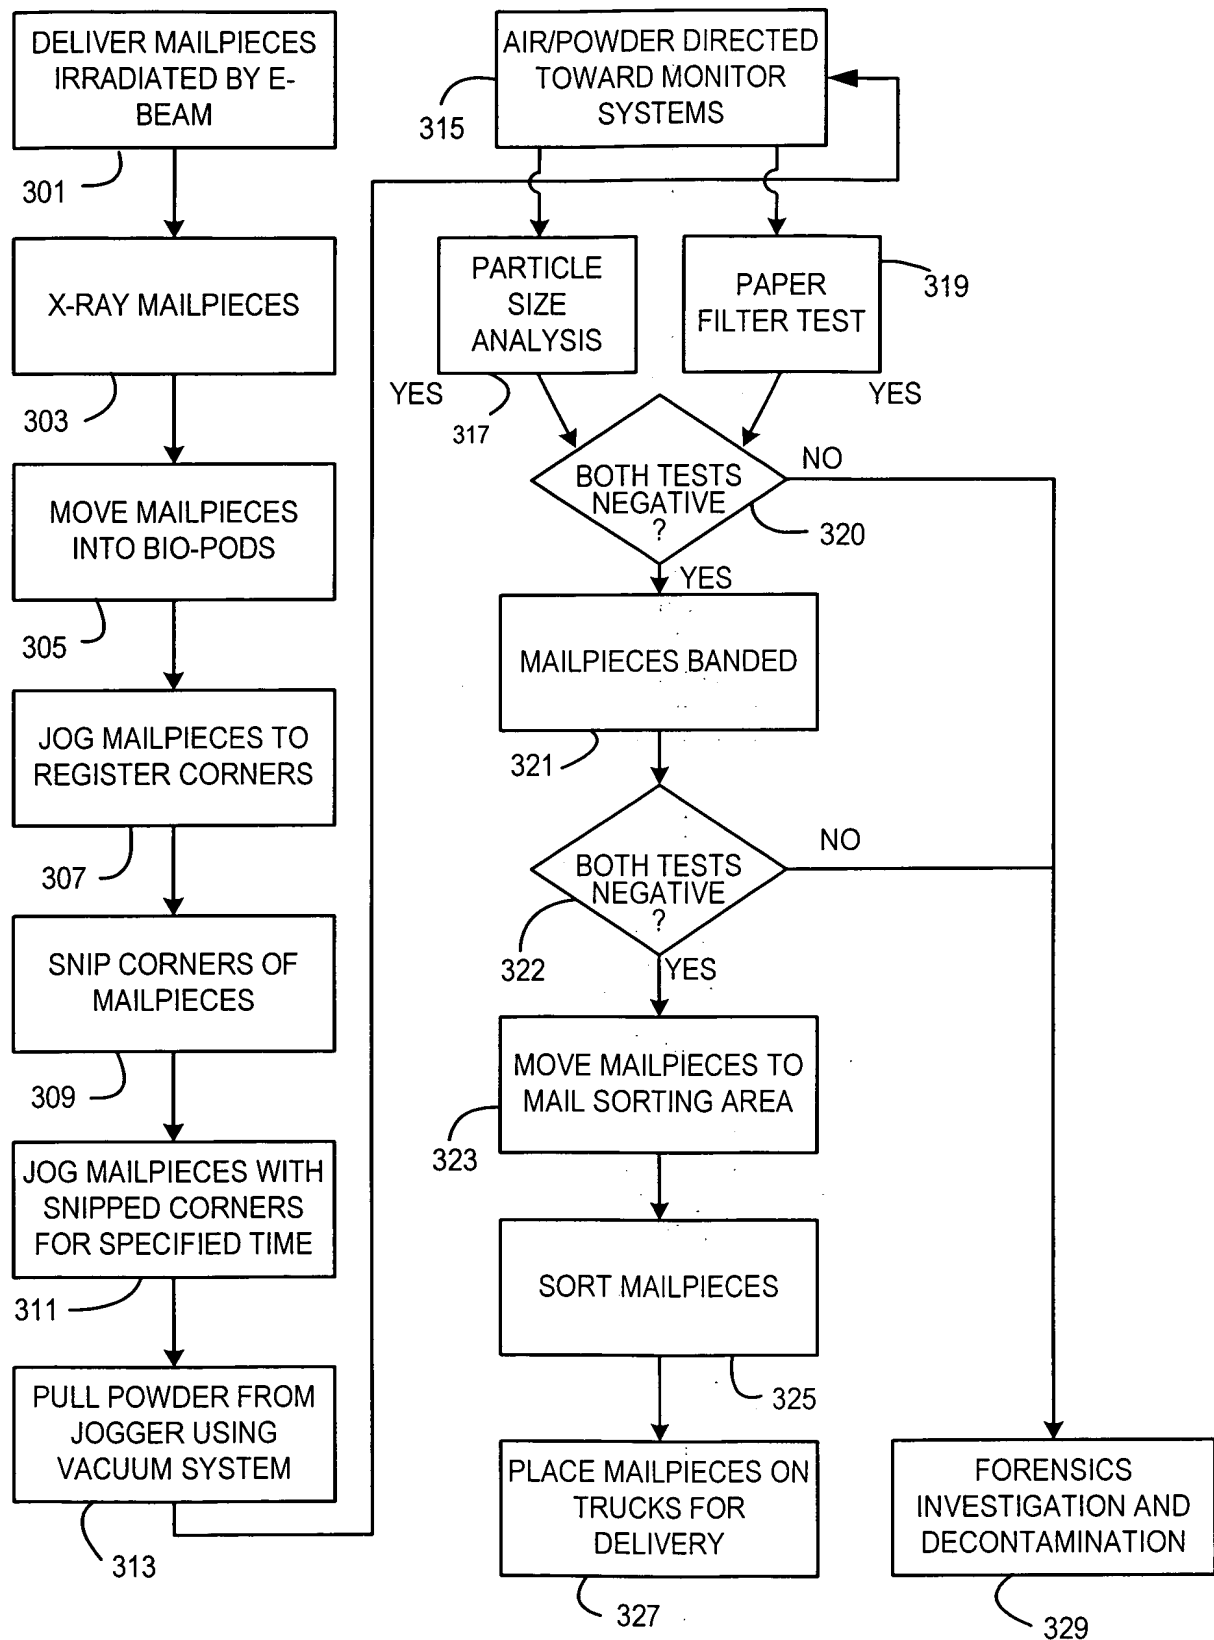 DELIVER MAILPIECES
IRRADIATED BY E-
BEAM
301
X-RAY MAILPIECES
303
MOVE MAILPIECES
INTO BIO-PODS
305
JOG MAILPIECES TO
REGISTER CORNERS
307
SNIP CORNERS OF
MAILPIECES
309
JOG MAILPIECES WITH
SNIPPED CORNERS
FOR SPECIFIED TIME
311
PULL POWDER FROM
JOGGER USING
VACUUM SYSTEM
313
AIR/POWDER DIRECTED
TOWARD MONITOR
SYSTEMS
315
PARTICLE
SIZE
ANALYSIS
YES
317
PAPER
FILTER TEST
319
YES
BOTH TESTS
NEGATIVE
?
NO
320
YES
MAILPIECES BANDED
321
BOTH TESTS
NEGATIVE
?
NO
322
YES
MOVE MAILPIECES TO
MAIL SORTING AREA
323
SORT MAILPIECES
325
PLACE MAILPIECES ON
TRUCKS FOR
DELIVERY
327
FORENSICS
INVESTIGATION AND
DECONTAMINATION
329